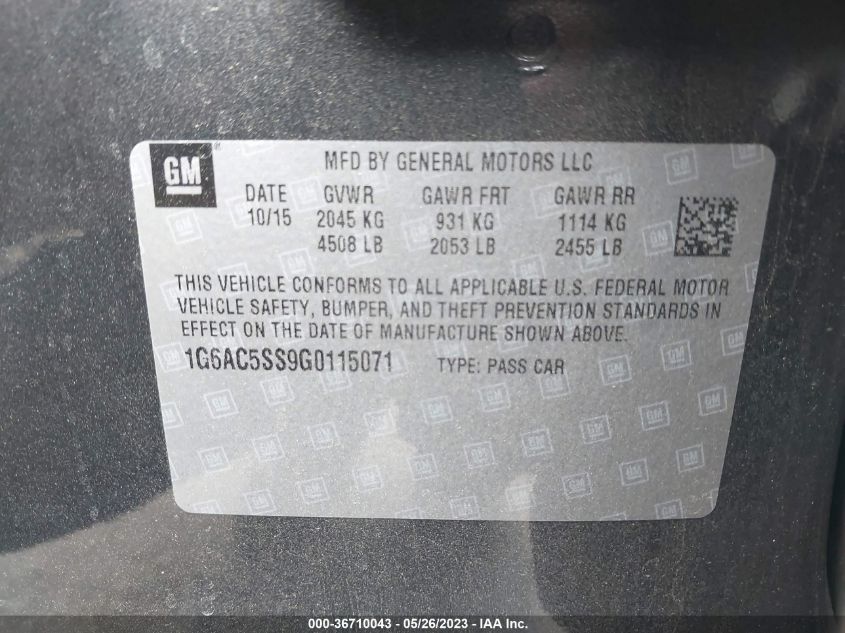 GM
MFD BY GENERAL MOTORS LLC
DATE GVWR GAWR FRT GAWR RR
10/15 2045 KG 931 KG 1114 KG
4508 LB 2053 LB 2455 LB
THIS VEHICLE CONFORMS TO ALL APPLICABLE U.S. FEDERAL MOTOR
VEHICLE SAFETY, BUMPER, AND THEFT PREVENTION STANDARDS IN
EFFECT ON THE DATE OF MANUFACTURE SHOWN ABOVE.
1G6AC5SS9G0115071 TYPE: PASS CAR
000-36710043 - 05/26/2023 - IAA Inc.